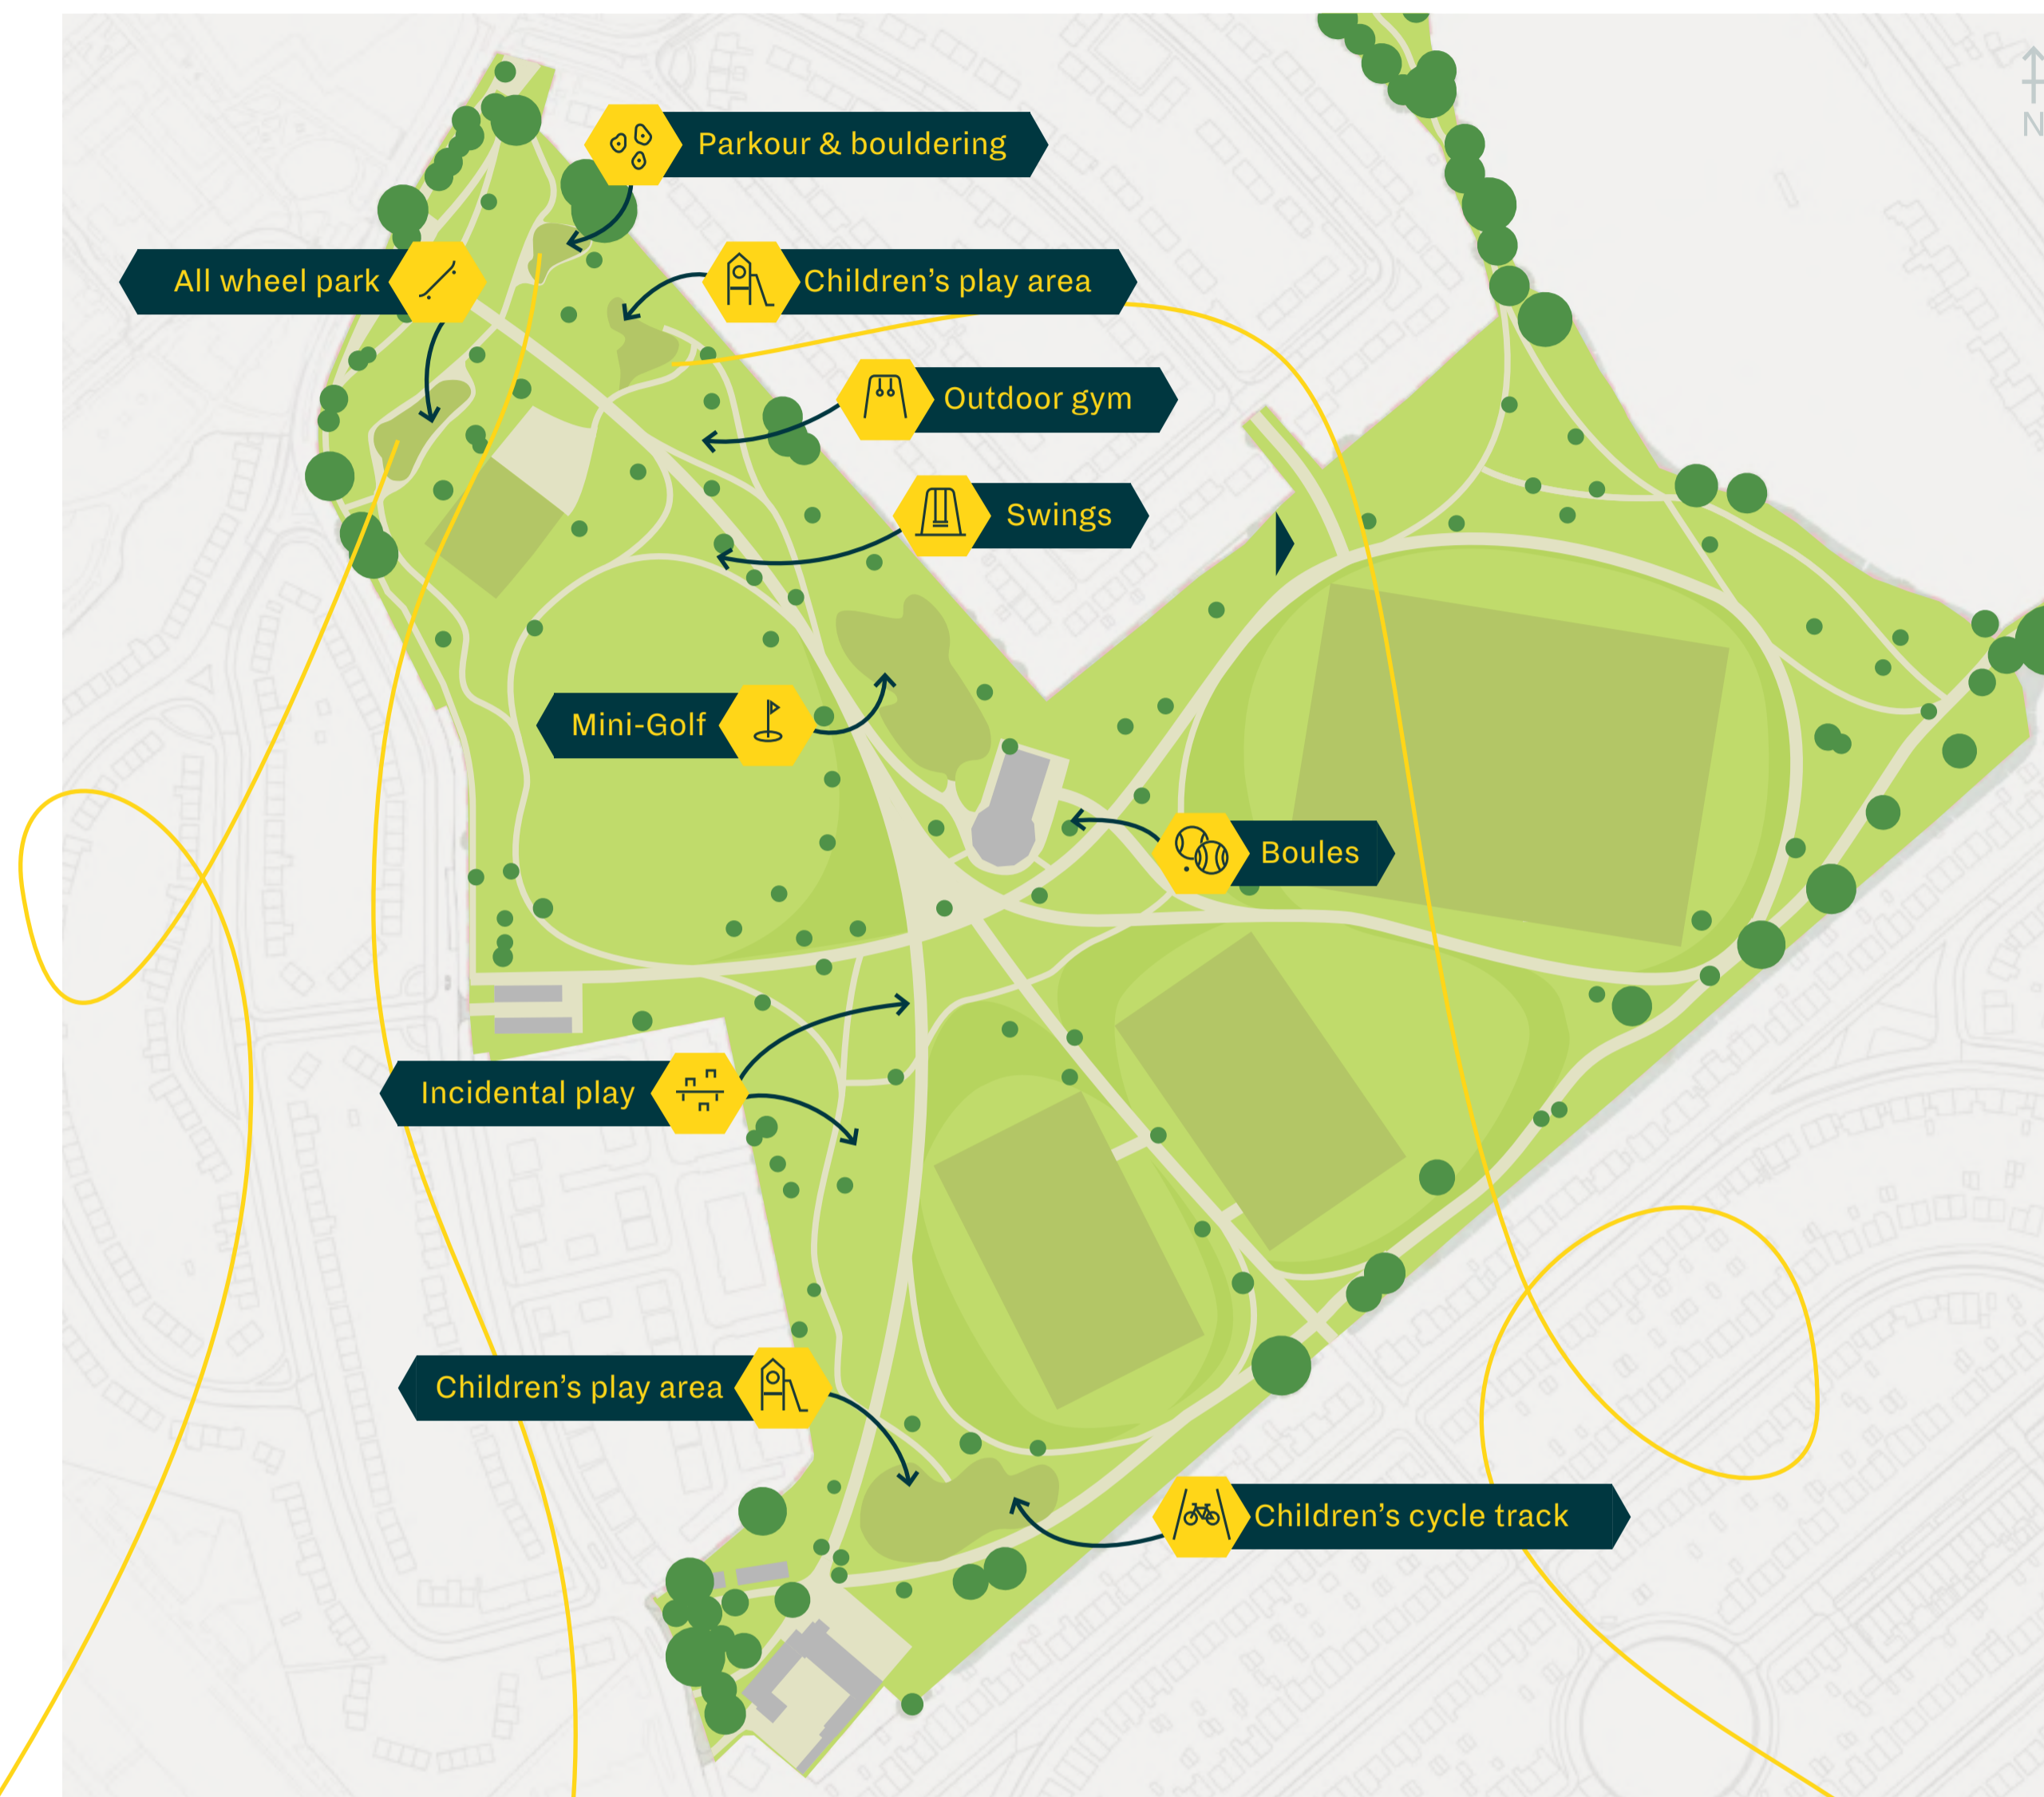 N
Parkour & bouldering
All wheel park
Children’s play area
Outdoor gym
Swings
Mini-Golf
Boules
Incidental play
Children’s play area
Children’s cycle track